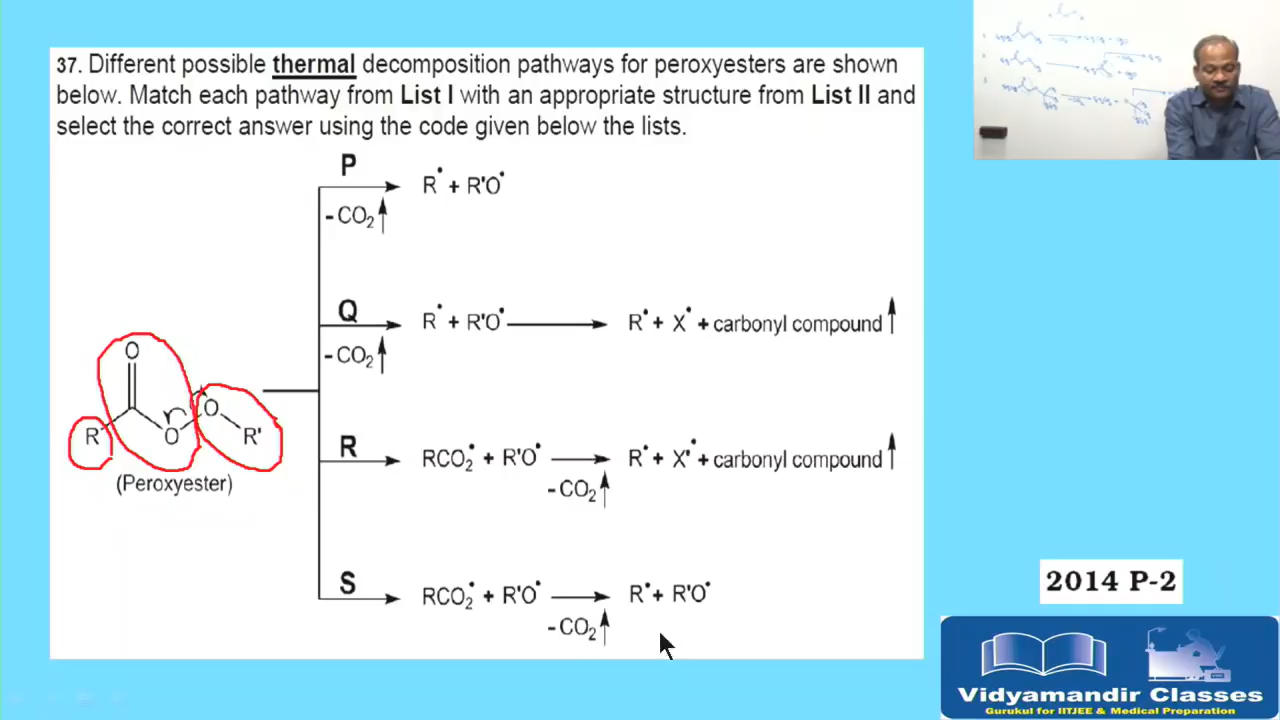 37. Different possible thermal decomposition pathways for peroxyesters are shown
below. Match each pathway from List I with an appropriate structure from List II and
select the correct answer using the code given below the lists.
P
R• + R'O•
- CO2
Q
R• + R'O•
R• + X• + carbonyl compound
- CO2
O
O
R
O
R'
(Peroxyester)
R
RCO2• + R'O•
R• + X'• + carbonyl compound
- CO2
S
RCO2• + R'O•
R• + R'O•
- CO2
2014 P-2
Vidyamandir Classes
Gurukul for IITJEE & Medical Preparation